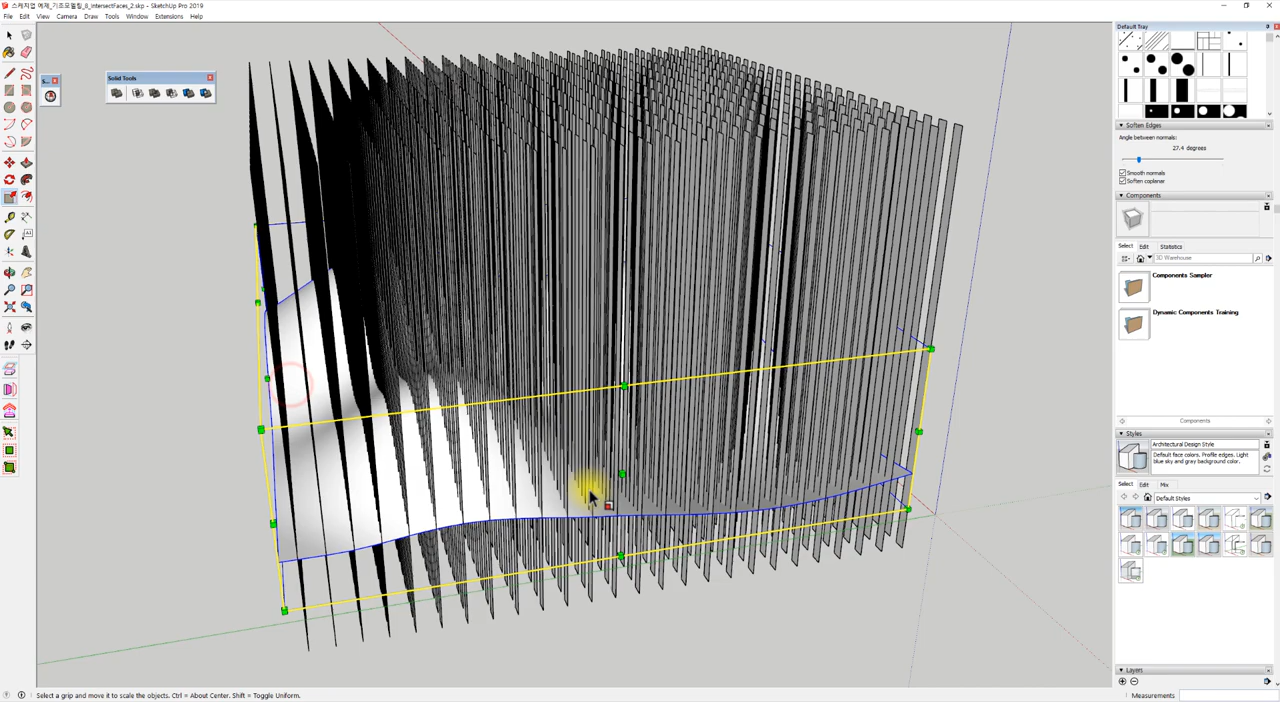 스케치업 예제_기초모델링_8_IntersectFaces_2.skp - SketchUp Pro 2019
File Edit View Camera Draw Tools Window Extensions Help
Default Tray
S...
Solid Tools
Soften Edges
Angle between normals:
27.4 degrees
Smooth normals
Soften coplanar
Components
Select Edit Statistics
3D Warehouse
Components Sampler
Dynamic Components Training
Components
Styles
Architectural Design Style
Default face colors. Profile edges. Light blue sky and gray background color.
Select Edit Mix
Default Styles
Layers
Select a grip and move it to scale the objects. Ctrl = About Center. Shift = Toggle Uniform.
Measurements